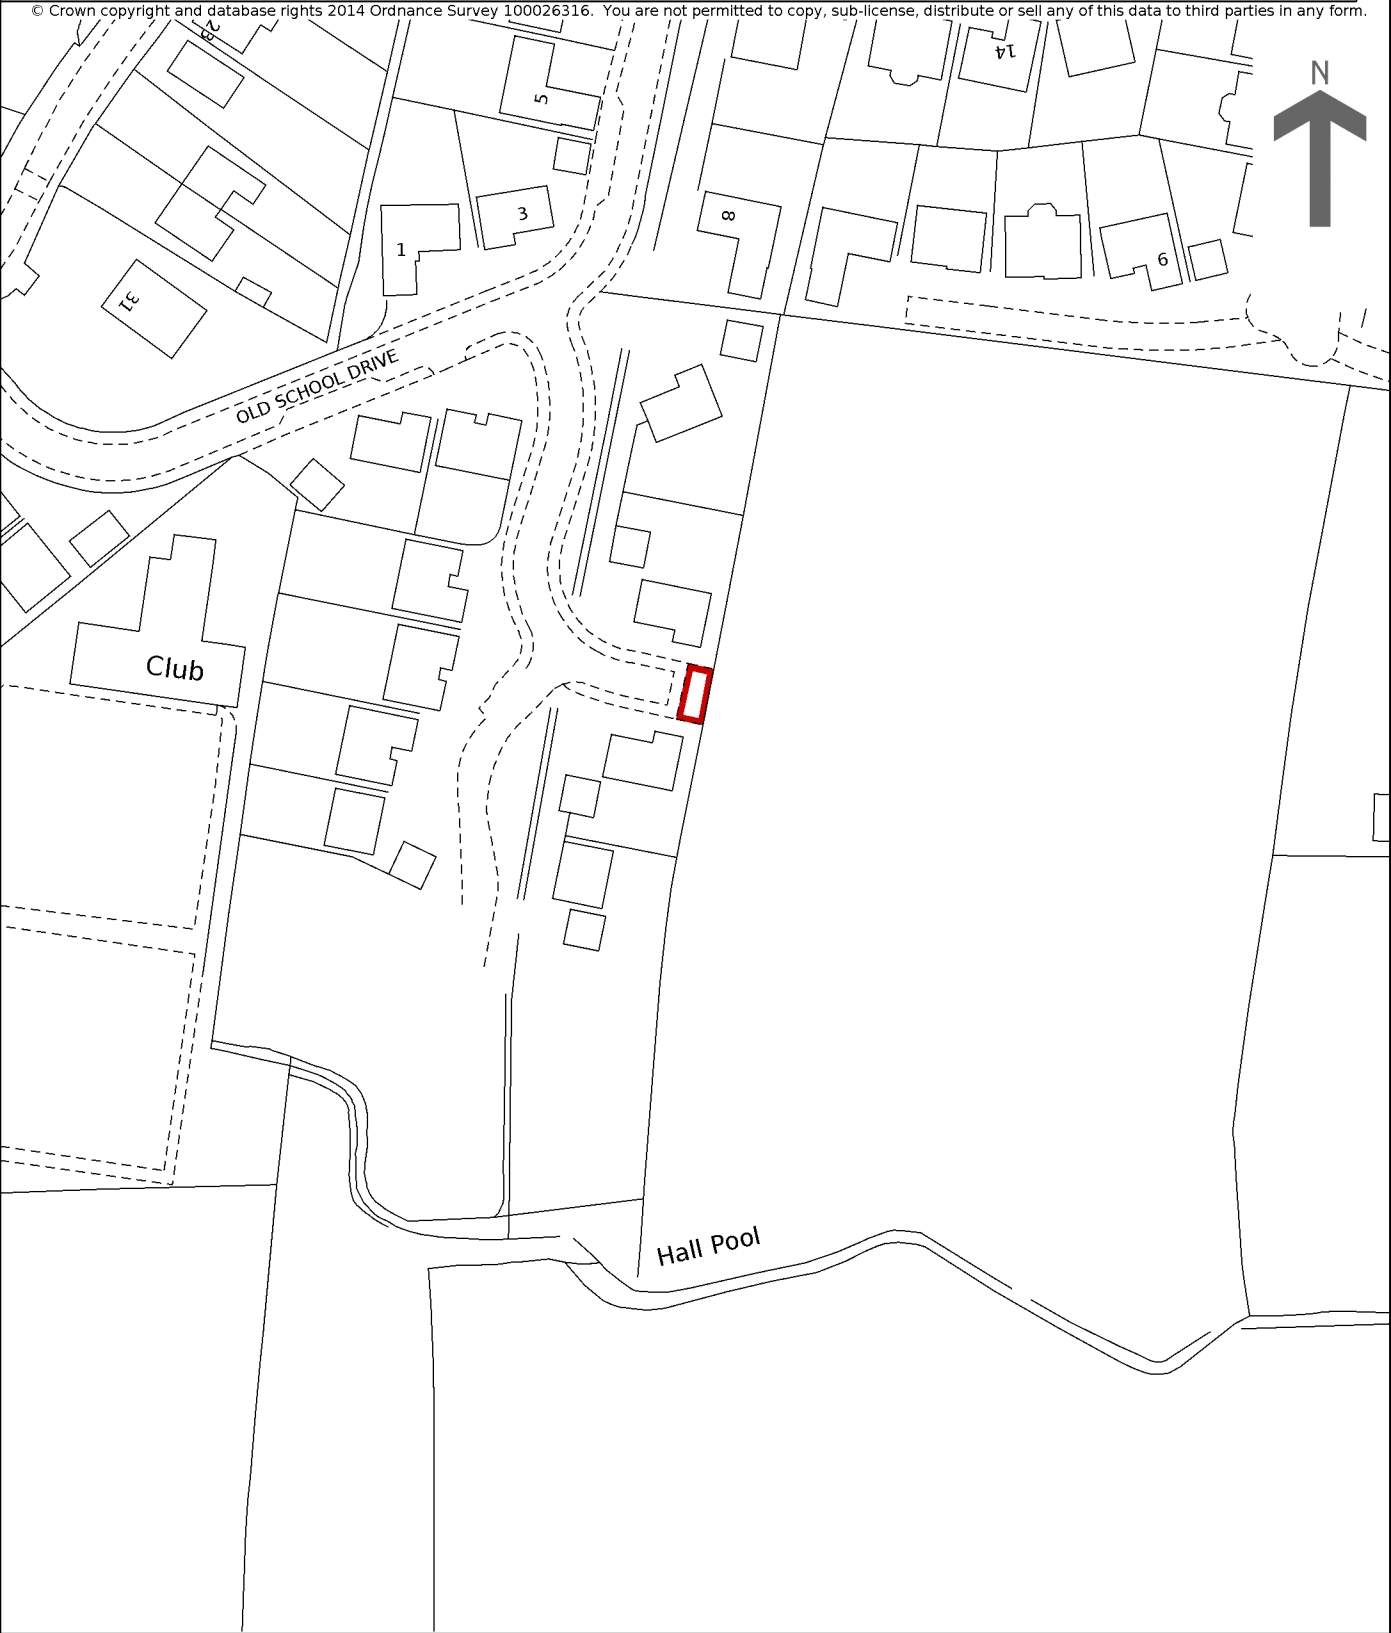 © Crown copyright and database rights 2014 Ordnance Survey 100026316.  You are not permitted to copy, sub-license, distribute or sell any of this data to third parties in any form.
23
14
N
5
3
8
1
9
31
OLD SCHOOL DRIVE
Club
Hall Pool